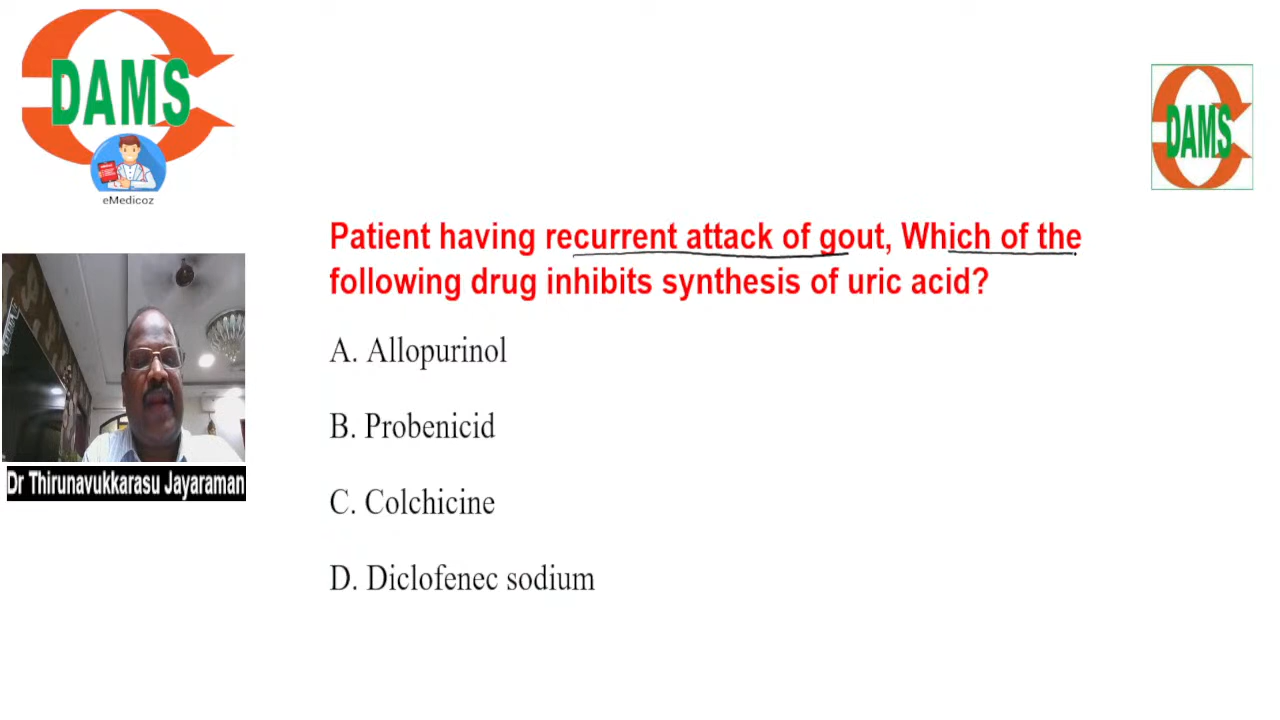 DAMS
eMedicoz
DAMS
Patient having recurrent attack of gout, Which of the
following drug inhibits synthesis of uric acid?
A. Allopurinol
B. Probenicid
C. Colchicine
D. Diclofenec sodium
Dr Thirunavukkarasu Jayaraman